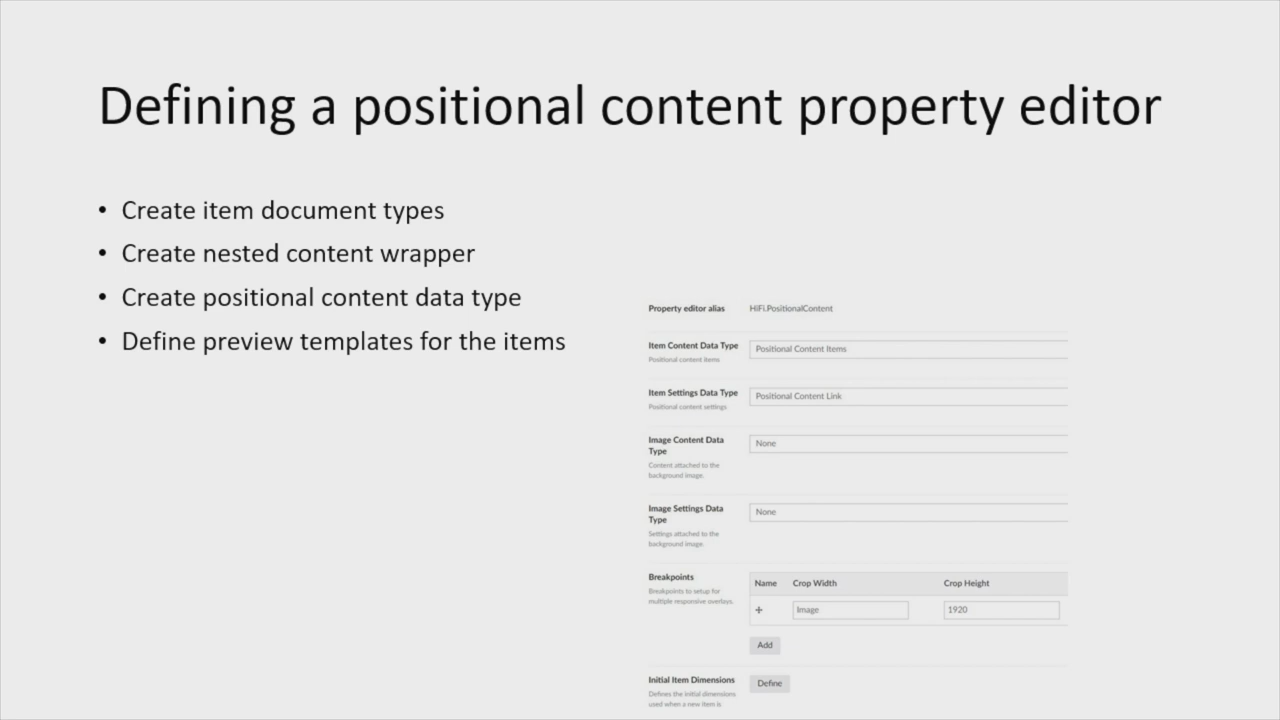 Defining a positional content property editor
• Create item document types
• Create nested content wrapper
• Create positional content data type
• Define preview templates for the items
Property editor alias HiFi.PositionalContent
Item Content Data Type Positional Content Items
Positional content items
Item Settings Data Type Positional Content Link
Positional content settings
Image Content Data
Type
None
Content attached to the
background image.
Image Settings Data
Type
None
Settings attached to the
background image.
Breakpoints
Breakpoints to setup for
multiple responsive overlays.
Name Crop Width Crop Height
+ Image 1920
Add
Initial Item Dimensions Define
Defines the initial dimensions
used when a new item is